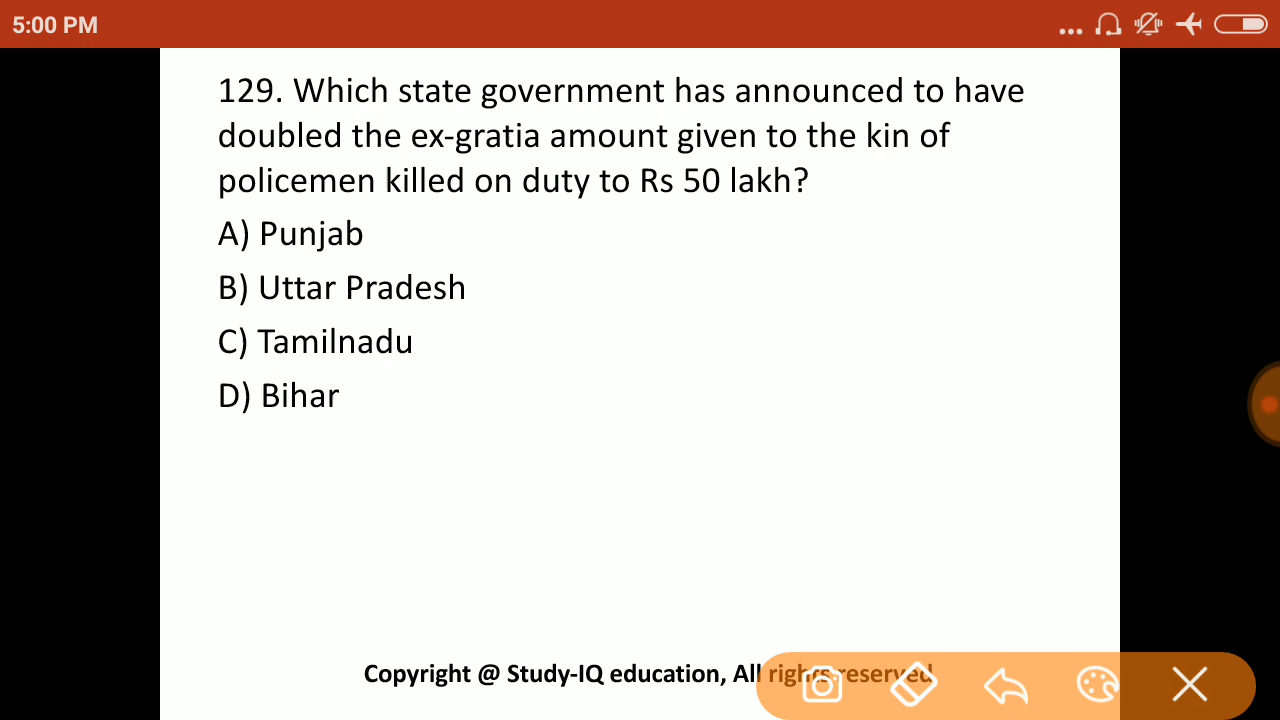 5:00 PM
129. Which state government has announced to have
doubled the ex-gratia amount given to the kin of
policemen killed on duty to Rs 50 lakh?
A) Punjab
B) Uttar Pradesh
C) Tamilnadu
D) Bihar
Copyright @ Study-IQ education, All rights reserved